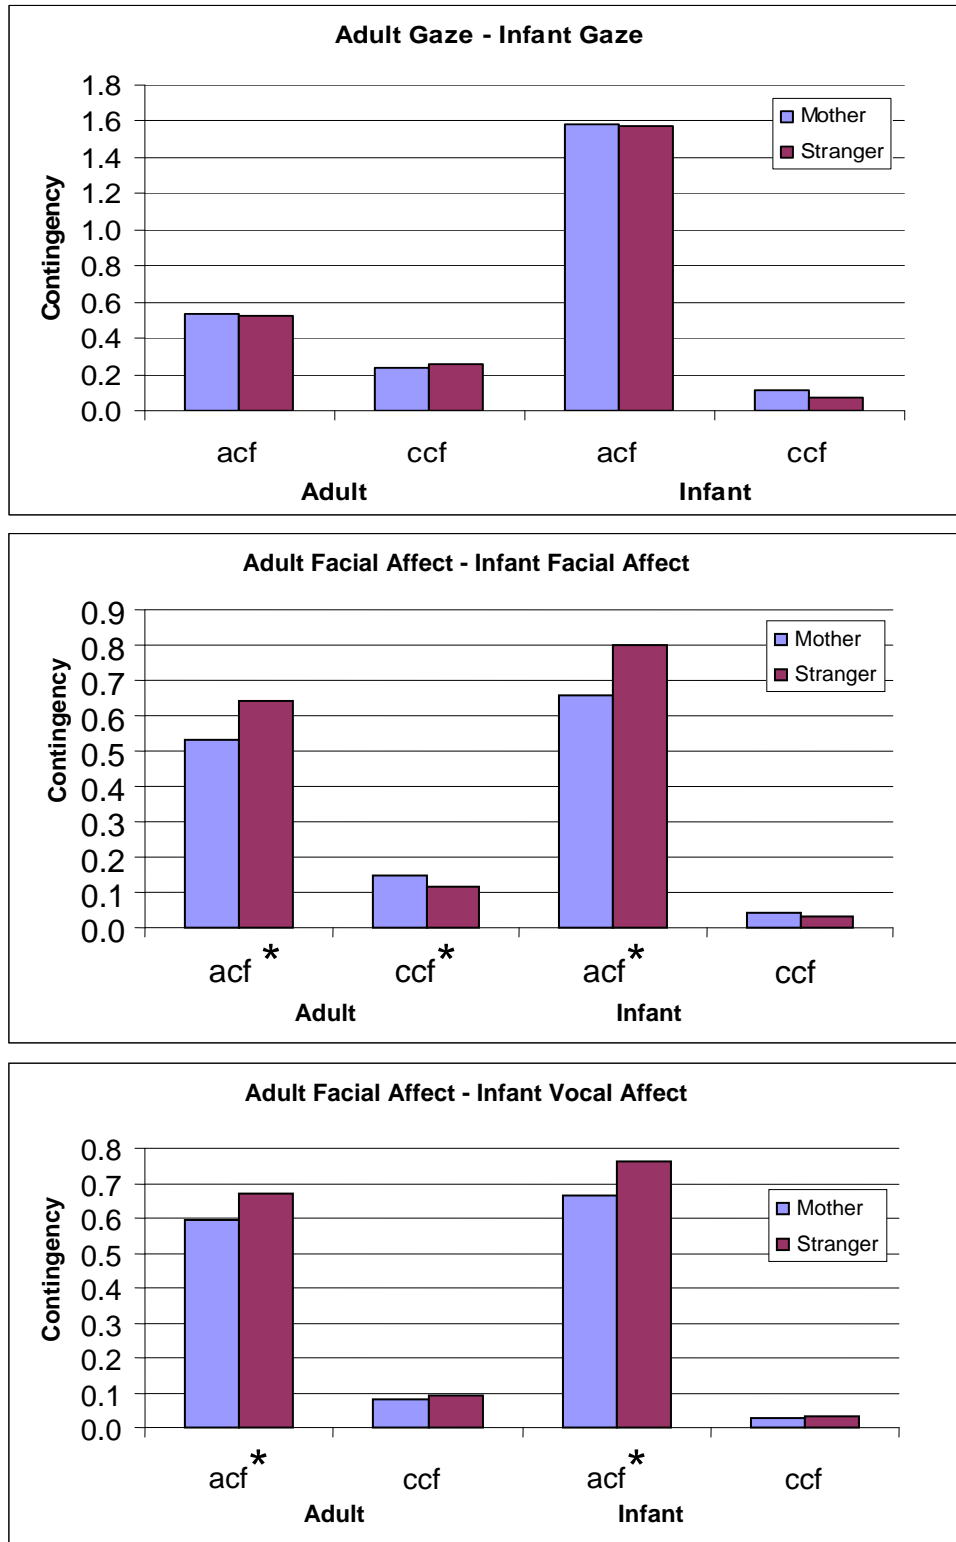 Adult Gaze - Infant Gaze
1.8
1.6
1.4
1.2
1.0
0.8
0.6
0.4
0.2
0.0
Contingency
Mother
Stranger
acf ccf acf ccf
Adult Infant
Adult Facial Affect - Infant Facial Affect
0.9
0.8
0.7
0.6
0.5
0.4
0.3
0.2
0.1
0.0
Contingency
Mother
Stranger
acf* ccf* acf* ccf
Adult Infant
Adult Facial Affect - Infant Vocal Affect
0.8
0.7
0.6
0.5
0.4
0.3
0.2
0.1
0.0
Contingency
Mother
Stranger
acf* ccf acf* ccf
Adult Infant